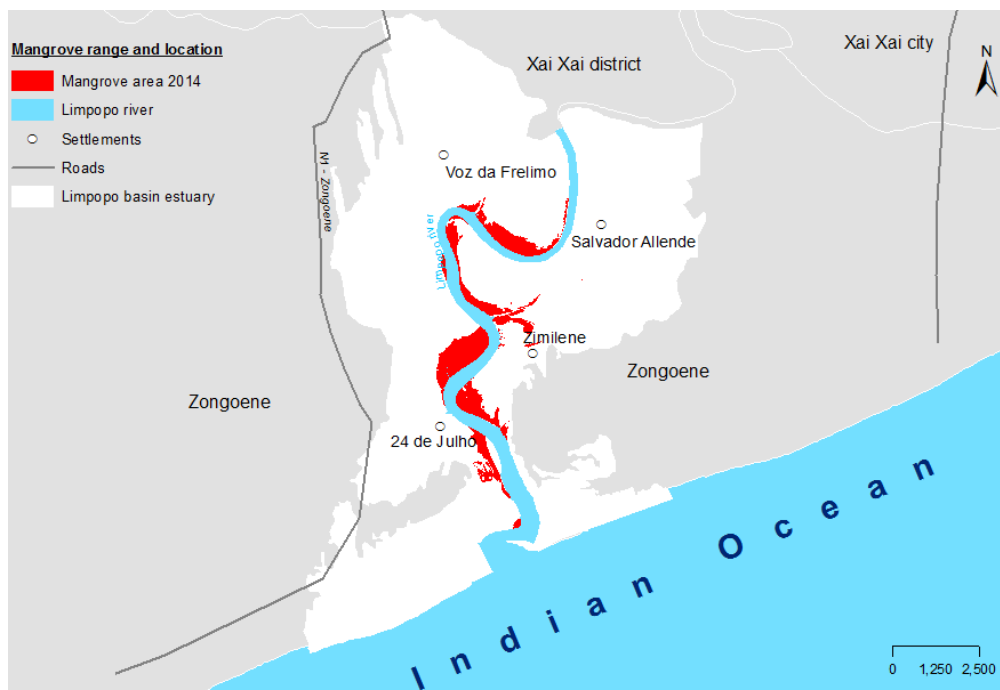 Mangrove range and location
Mangrove area 2014
Limpopo river
Settlements
Roads
Limpopo basin estuary
Xai Xai district
Xai Xai city
N
N1 - Zongoene
Voz da Frelimo
Limpopo river
Salvador Allende
Zimilene
Zongoene
Zongoene
24 de Julho
Indian Ocean
0 1,250 2,500